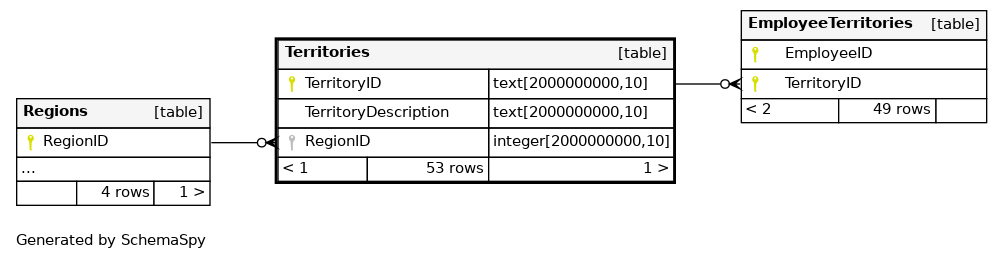 Regions [table]
RegionID
...
4 rows 1 >
Territories [table]
TerritoryID text[2000000000,10]
TerritoryDescription text[2000000000,10]
RegionID integer[2000000000,10]
< 1 53 rows 1 >
EmployeeTerritories [table]
EmployeeID
TerritoryID
< 2 49 rows
Generated by SchemaSpy